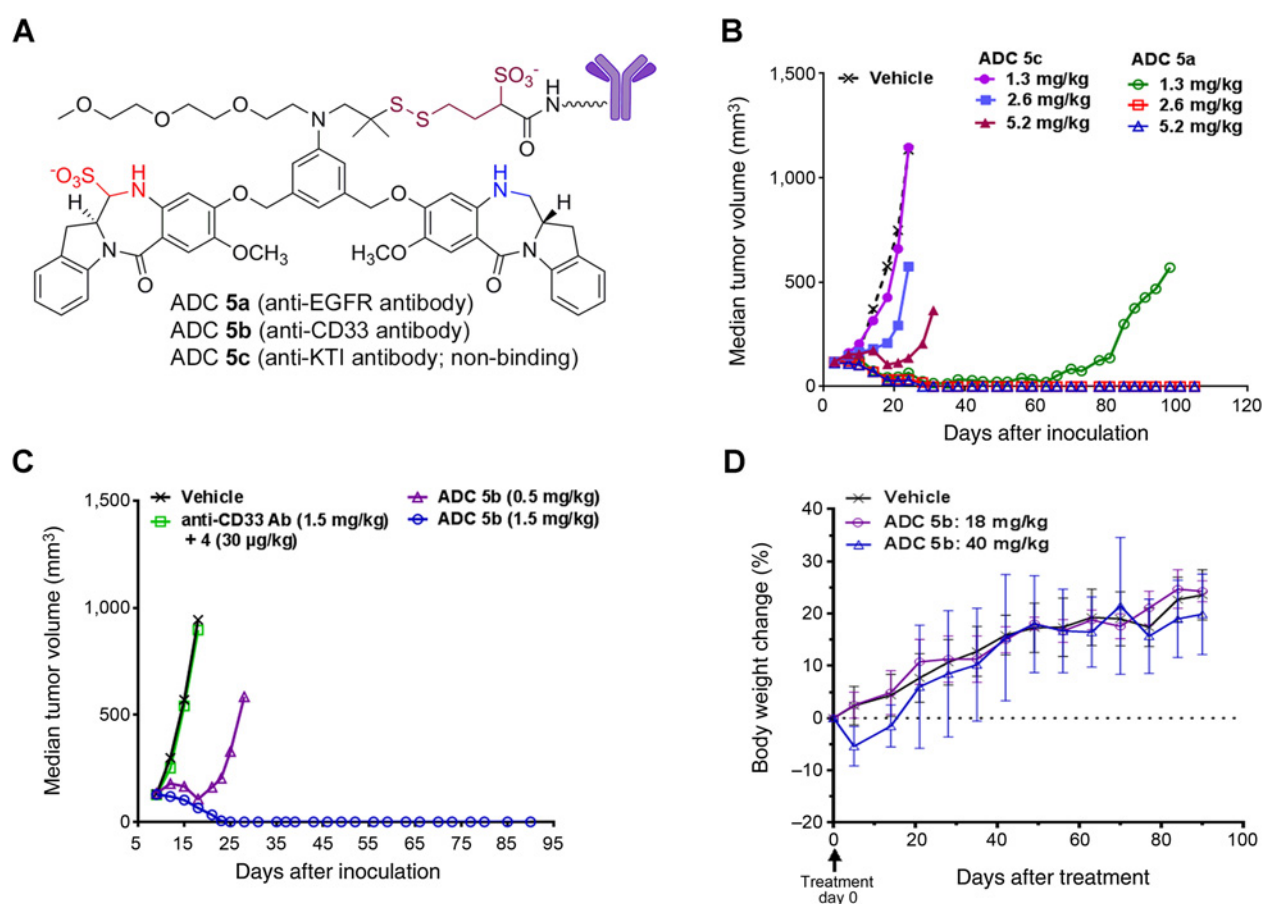 A
SO3-
O
O
O
N
S
S
H
N
O
-O3S
H
N
H
N
O
O
N
OCH3
H3CO
N
O
O
H
H
ADC 5a (anti-EGFR antibody)
ADC 5b (anti-CD33 antibody)
ADC 5c (anti-KTI antibody; non-binding)
B
Vehicle
ADC 5c
1.3 mg/kg
2.6 mg/kg
5.2 mg/kg
ADC 5a
1.3 mg/kg
2.6 mg/kg
5.2 mg/kg
Median tumor volume (mm3)
1,500
1,000
500
0
0 20 40 60 80 100 120
Days after inoculation
C
Vehicle
anti-CD33 Ab (1.5 mg/kg)
+ 4 (30 µg/kg)
ADC 5b (0.5 mg/kg)
ADC 5b (1.5 mg/kg)
Median tumor volume (mm3)
1,500
1,000
500
0
5 15 25 35 45 55 65 75 85 95
Days after inoculation
D
Vehicle
ADC 5b: 18 mg/kg
ADC 5b: 40 mg/kg
Body weight change (%)
40
30
20
10
0
–10
–20
0 20 40 60 80 100
Treatment
day 0
Days after treatment